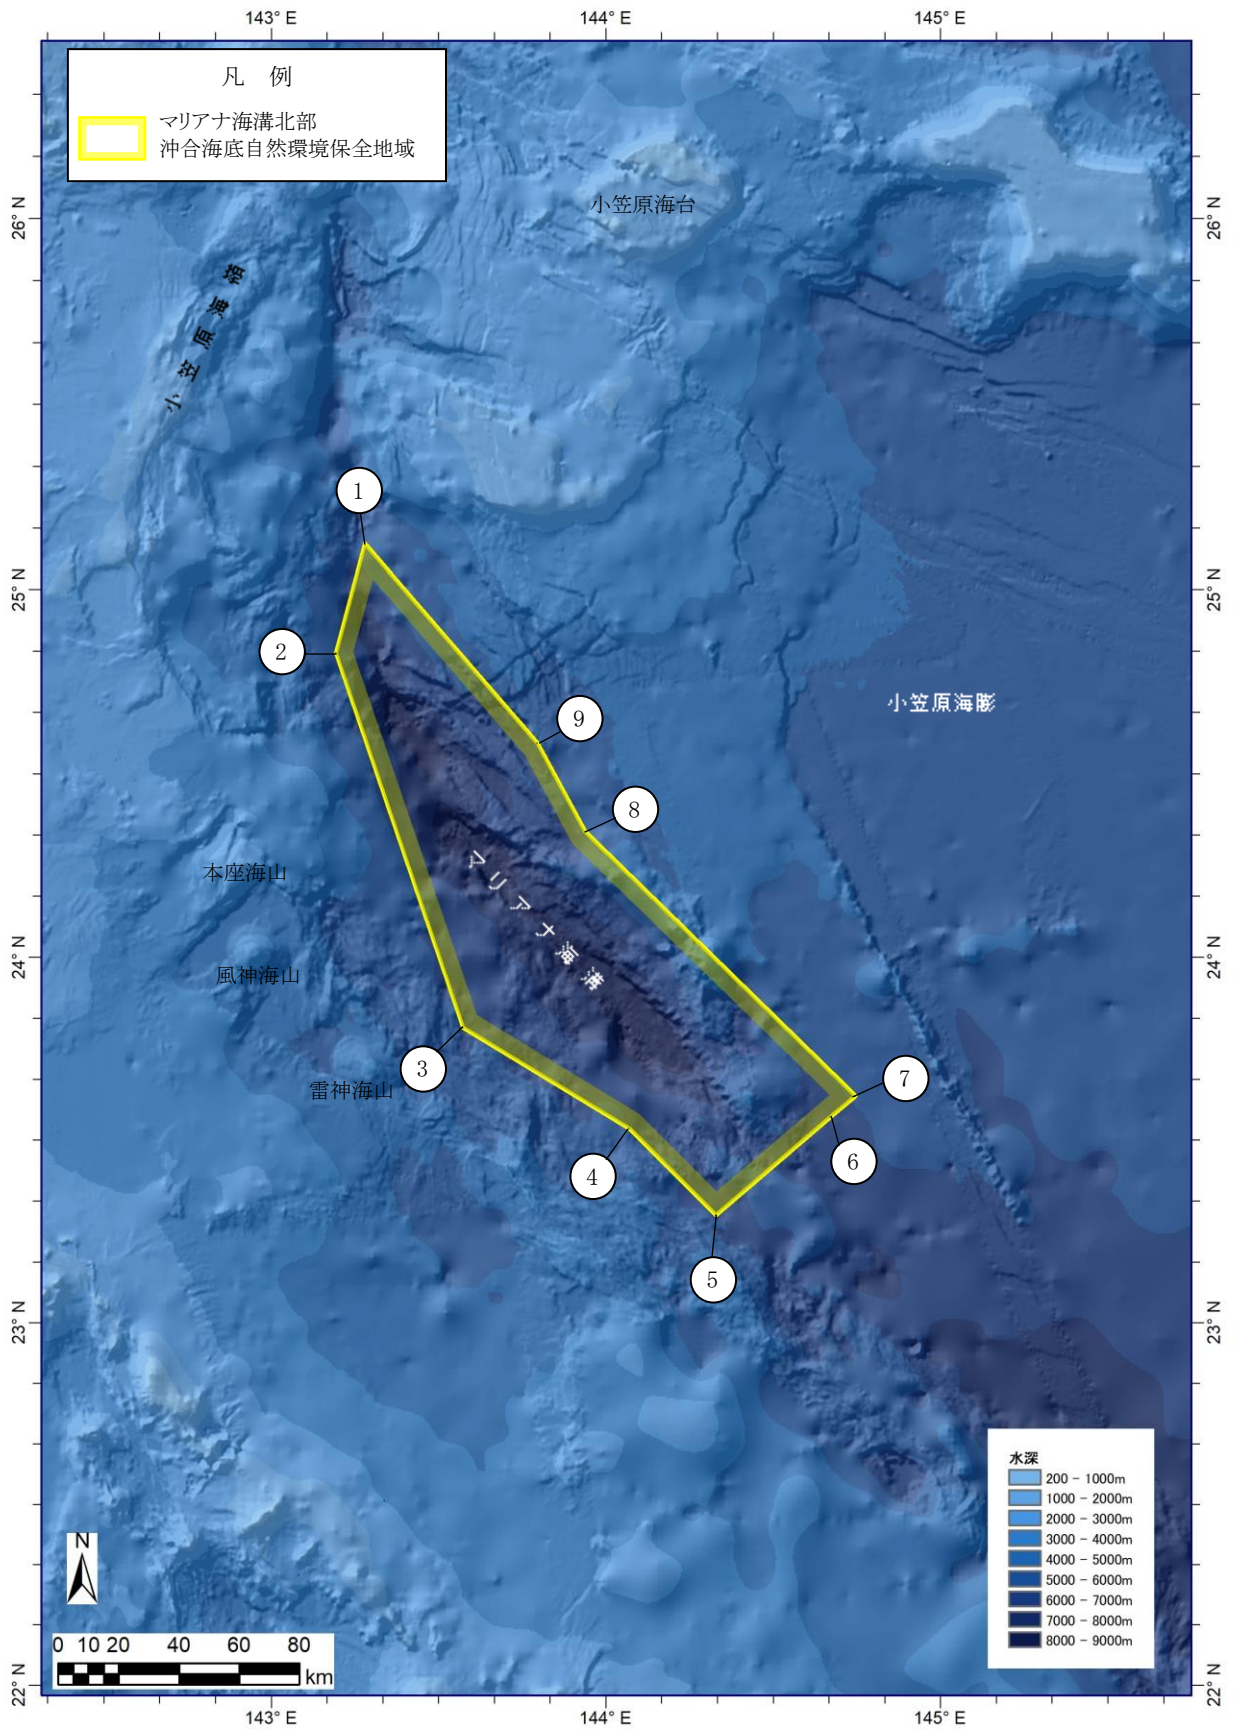 143° E
144° E
145° E
凡 例
マリアナ海溝北部
沖合海底自然環境保全地域
小笠原海台
26° N
26° N
小笠原海嶺
1
25° N
25° N
2
小笠原海膨
9
8
本座海山
マリアナ海溝
24° N
24° N
風神海山
3
雷神海山
7
6
4
5
23° N
23° N
水深
200 - 1000m
1000 - 2000m
2000 - 3000m
3000 - 4000m
4000 - 5000m
5000 - 6000m
6000 - 7000m
7000 - 8000m
8000 - 9000m
N
0 10 20 40 60 80
km
22° N
22° N
143° E
144° E
145° E